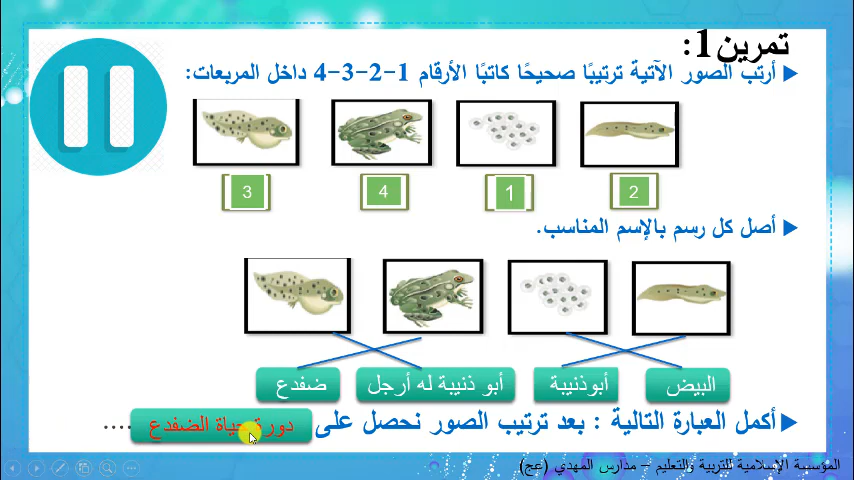 تمرين1:
أرتب الصور الآتية ترتيبًا صحيحًا كاتبًا الأرقام 1-2-3-4 داخل المربعات:
2 1 4 3
أصل كل رسم بالإسم المناسب.
البيض أبوذنيبة أبو ذنيبة له أرجل ضفدع
أكمل العبارة التالية : بعد ترتيب الصور نحصل على دورة حياة الضفدع ....
المؤسسة الإسلامية للتربية والتعليم – مدارس المهدي (عج)